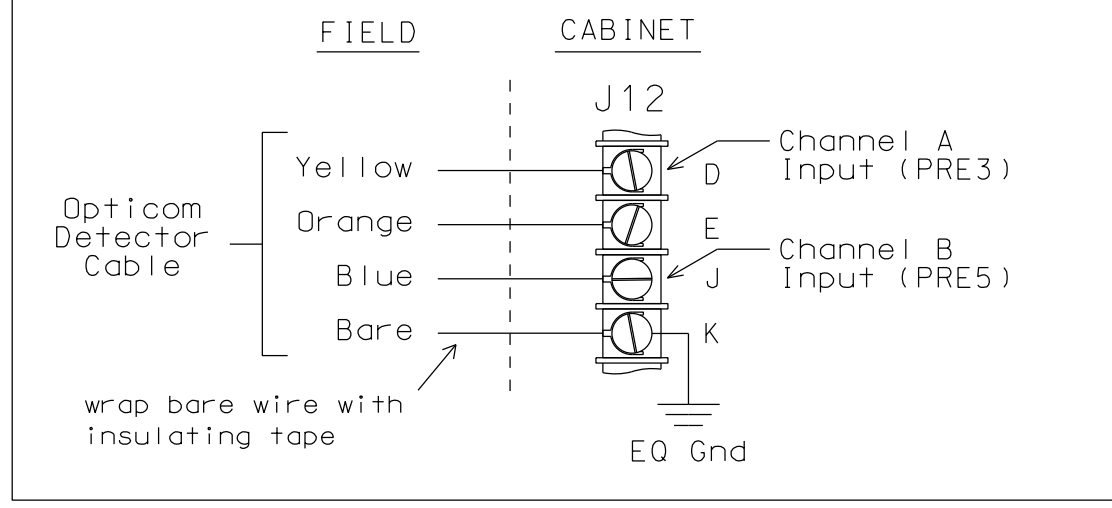 FIELD
CABINET
J12
Opticom
Detector
Cable
Yellow
Orange
Blue
Bare
D
E
J
K
Channel A
Input (PRE3)
Channel B
Input (PRE5)
wrap bare wire with
insulating tape
EQ Gnd